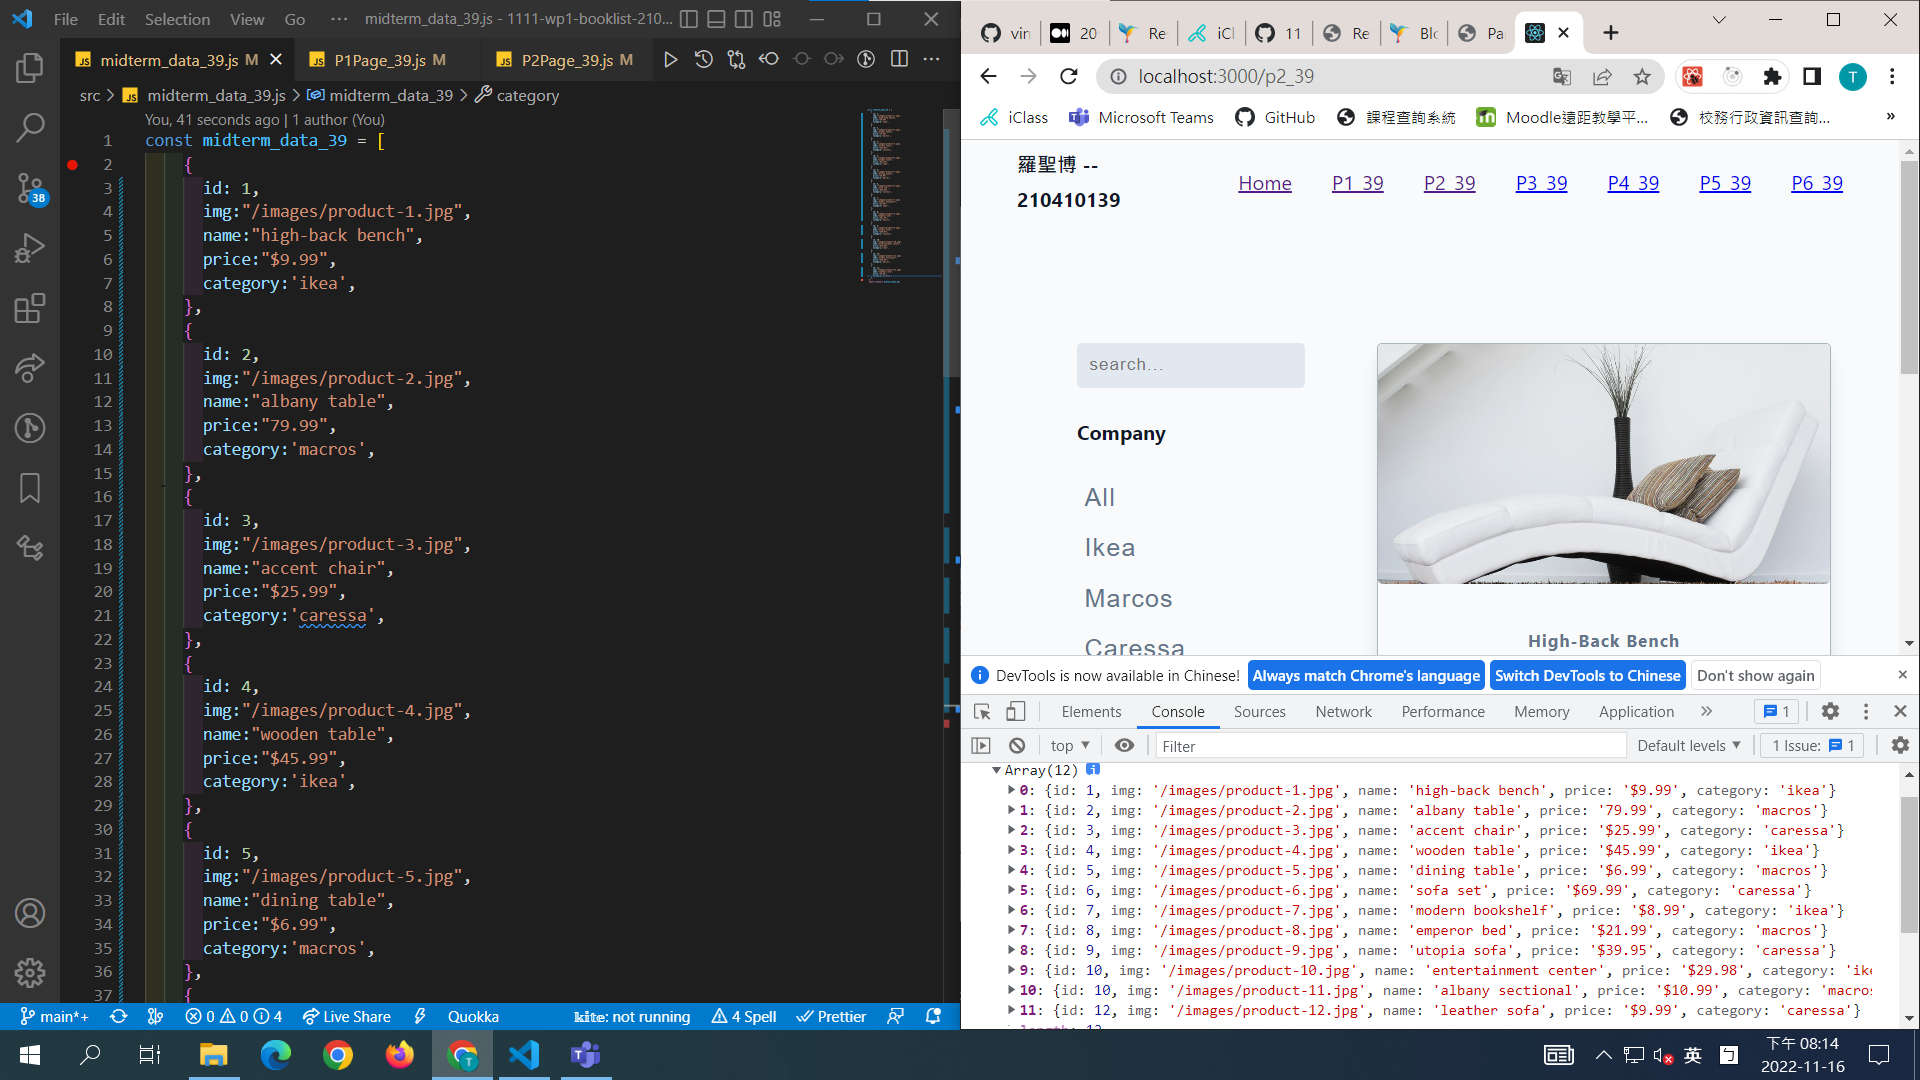 File Edit Selection View Go ··· midterm_data_39.js - 1111-wp1-booklist-210...
midterm_data_39.js M
P1Page_39.js M
P2Page_39.js M
src > midterm_data_39.js > midterm_data_39 > category
You, 41 seconds ago | 1 author (You)
1 const midterm_data_39 = [
2 {
3 id: 1,
4 img:"/images/product-1.jpg",
5 name:"high-back bench",
6 price:"$9.99",
7 category:'ikea',
8 },
9 {
10 id: 2,
11 img:"/images/product-2.jpg",
12 name:"albany table",
13 price:"79.99",
14 category:'macros',
15 },
16 {
17 id: 3,
18 img:"/images/product-3.jpg",
19 name:"accent chair",
20 price:"$25.99",
21 category:'caressa',
22 },
23 {
24 id: 4,
25 img:"/images/product-4.jpg",
26 name:"wooden table",
27 price:"$45.99",
28 category:'ikea',
29 },
30 {
31 id: 5,
32 img:"/images/product-5.jpg",
33 name:"dining table",
34 price:"$6.99",
35 category:'macros',
36 },
37 {
38
main*+ 0 0 4 Live Share Quokka kite: not running 4 Spell Prettier
vin 20 Re iCl 11 Re Blo Pa
localhost:3000/p2_39
T
iClass Microsoft Teams GitHub 課程查詢系統 Moodle遠距教學平... 校務行政資訊查詢... »
羅聖博 --
210410139
Home P1_39 P2_39 P3_39 P4_39 P5_39 P6_39
search...
Company
All
Ikea
Marcos
Caressa
High-Back Bench
DevTools is now available in Chinese! Always match Chrome's language Switch DevTools to Chinese Don't show again
Elements Console Sources Network Performance Memory Application » 1
top Filter Default levels 1 Issue: 1
Array(12)
0: {id: 1, img: '/images/product-1.jpg', name: 'high-back bench', price: '$9.99', category: 'ikea'}
1: {id: 2, img: '/images/product-2.jpg', name: 'albany table', price: '79.99', category: 'macros'}
2: {id: 3, img: '/images/product-3.jpg', name: 'accent chair', price: '$25.99', category: 'caressa'}
3: {id: 4, img: '/images/product-4.jpg', name: 'wooden table', price: '$45.99', category: 'ikea'}
4: {id: 5, img: '/images/product-5.jpg', name: 'dining table', price: '$6.99', category: 'macros'}
5: {id: 6, img: '/images/product-6.jpg', name: 'sofa set', price: '$69.99', category: 'caressa'}
6: {id: 7, img: '/images/product-7.jpg', name: 'modern bookshelf', price: '$8.99', category: 'ikea'}
7: {id: 8, img: '/images/product-8.jpg', name: 'emperor bed', price: '$21.99', category: 'macros'}
8: {id: 9, img: '/images/product-9.jpg', name: 'utopia sofa', price: '$39.95', category: 'caressa'}
9: {id: 10, img: '/images/product-10.jpg', name: 'entertainment center', price: '$29.98', category: 'ike
10: {id: 10, img: '/images/product-11.jpg', name: 'albany sectional', price: '$10.99', category: 'macros
11: {id: 12, img: '/images/product-12.jpg', name: 'leather sofa', price: '$9.99', category: 'caressa'}
length: 12
英 ㄅ
下午 08:14
2022-11-16